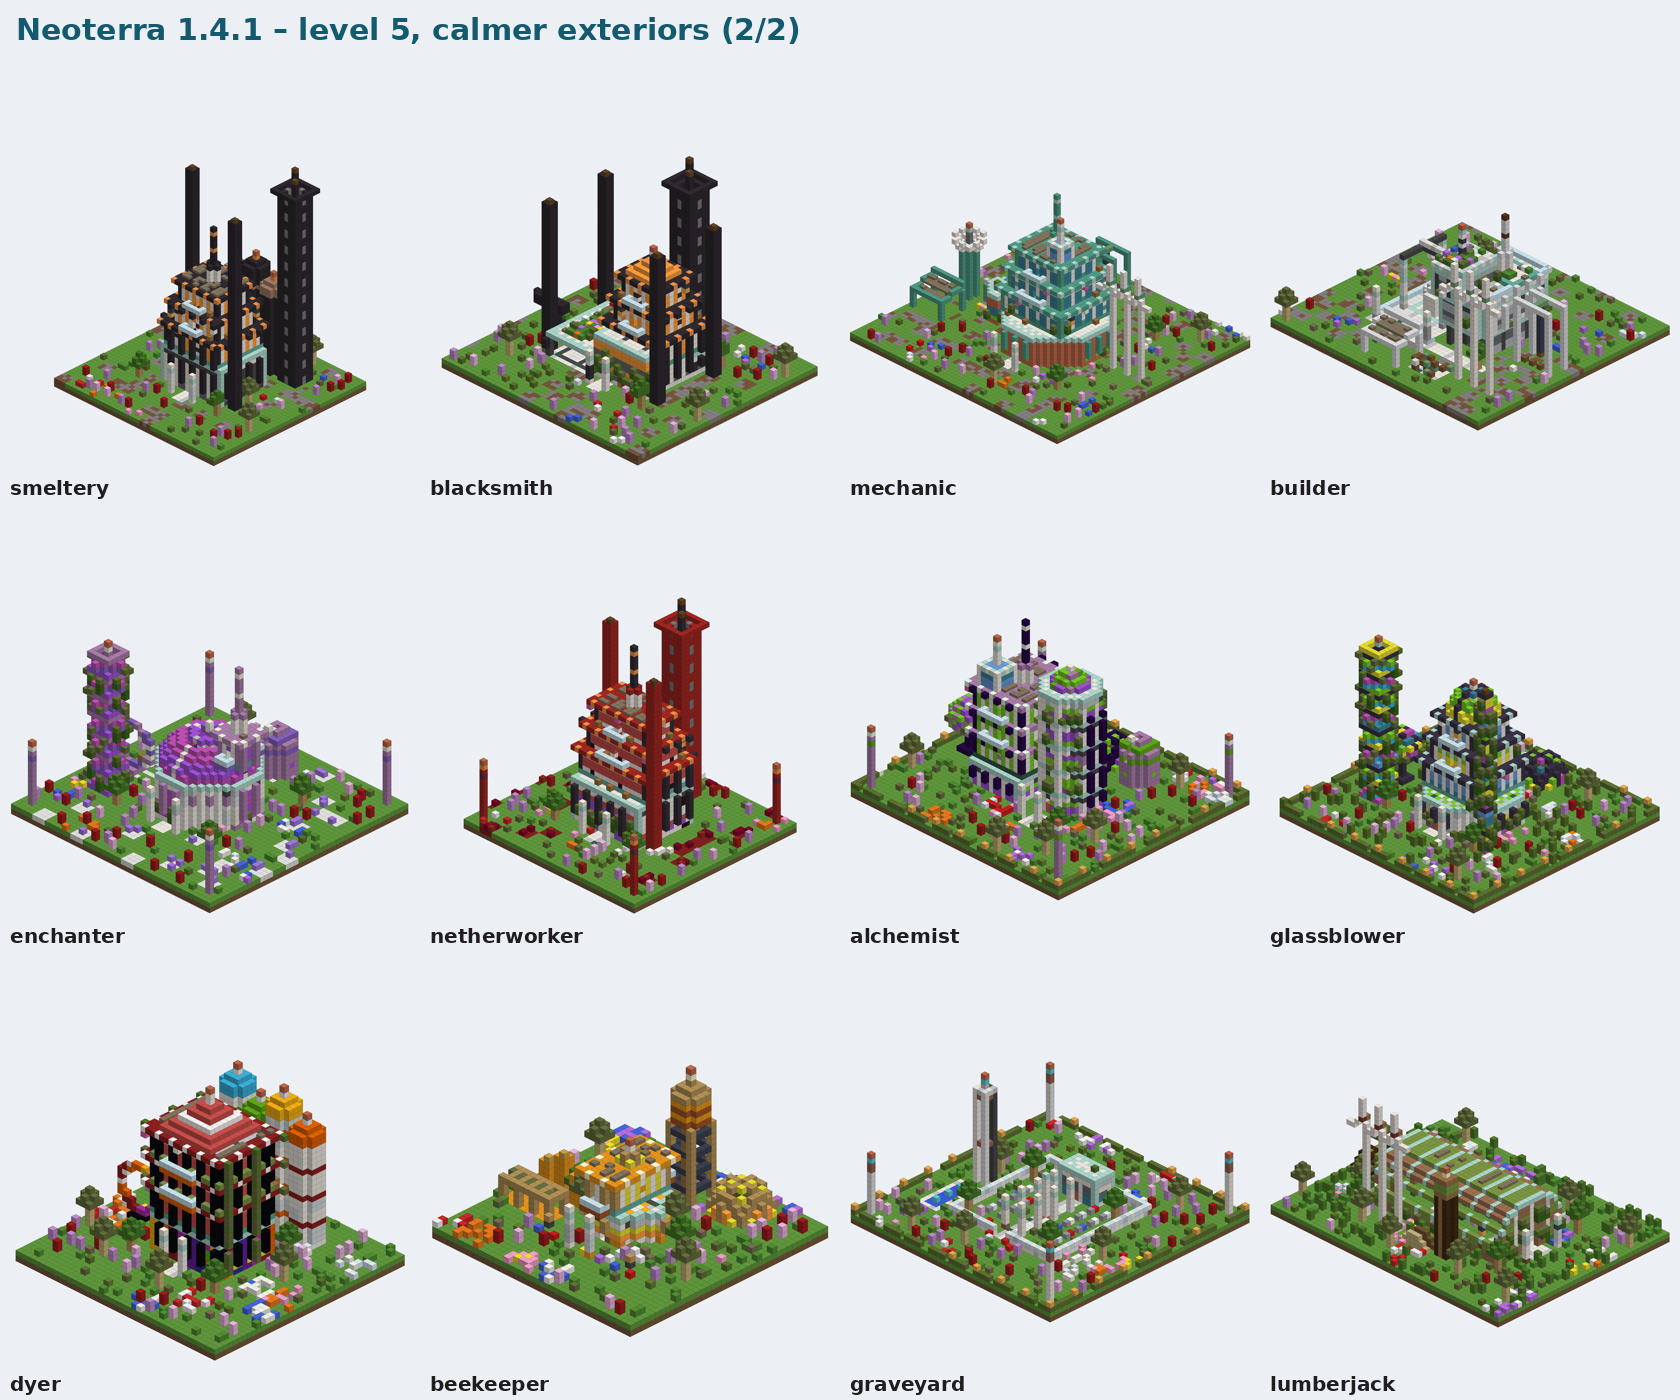 Neoterra 1.4.1 – level 5, calmer exteriors (2/2)
smeltery
blacksmith
mechanic
builder
enchanter
netherworker
alchemist
glassblower
dyer
beekeeper
graveyard
lumberjack